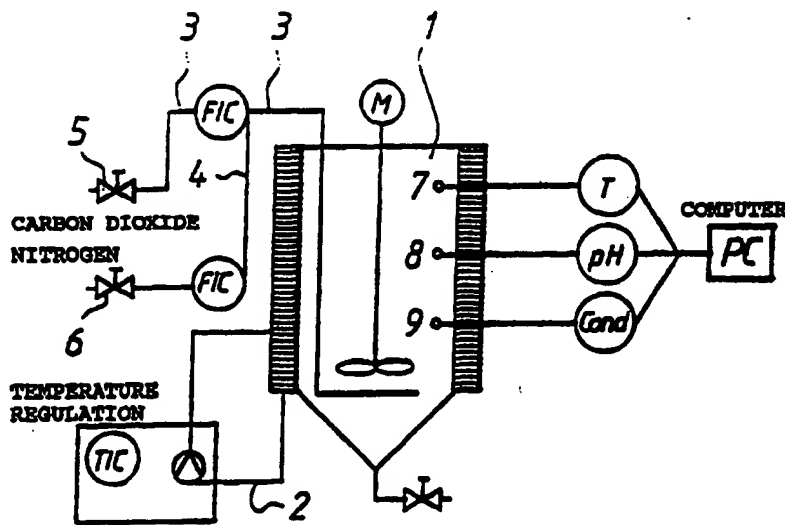 3
3
1
FIC
M
5
4
7
T
CARBON DIOXIDE
COMPUTER
NITROGEN
8
pH
PC
FIC
6
9
Cond
TEMPERATURE
REGULATION
TIC
2